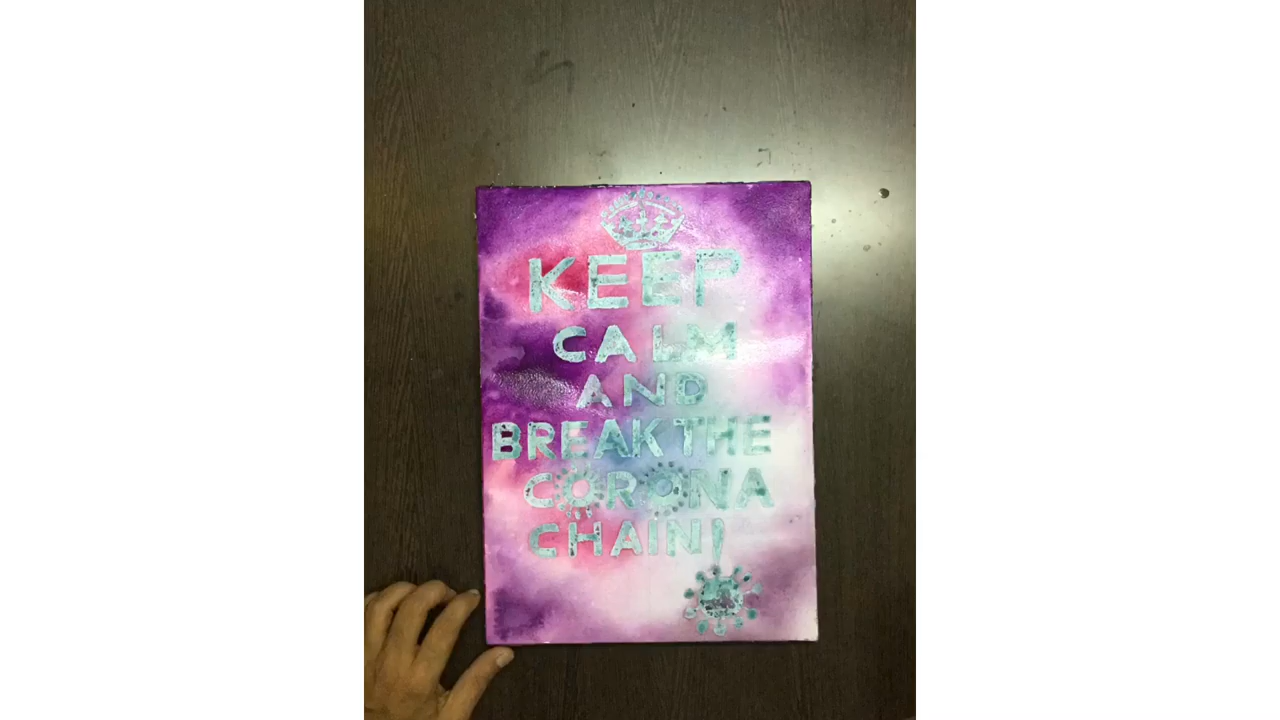 KEEP
CALM
AND
BREAK THE
CORONA
CHAIN!